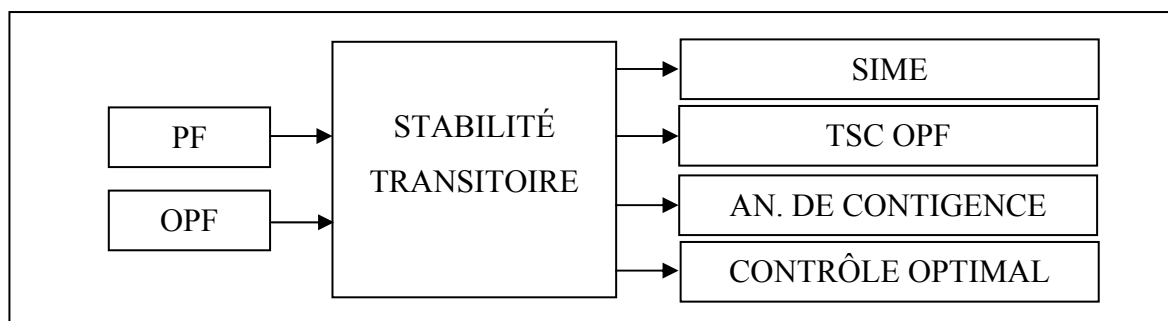 PF
OPF
STABILITÉ
TRANSITOIRE
SIME
TSC OPF
AN. DE CONTIGENCE
CONTRÔLE OPTIMAL